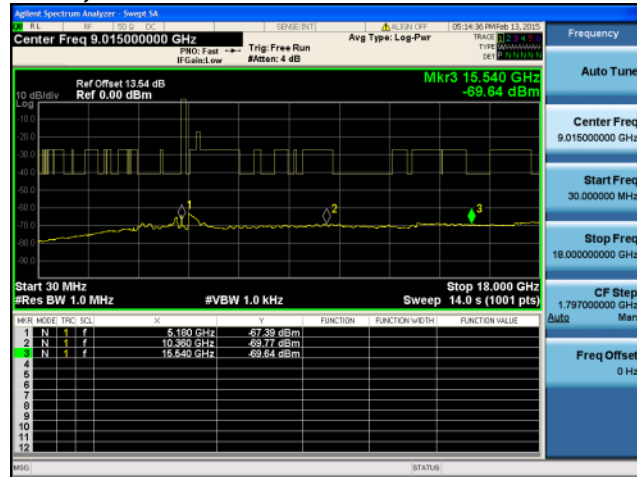 Agilent Spectrum Analyzer - Swept SA
RL RF 50 Ω DC SENSE:INT ALIGN OFF 05:14:36 PM Feb 13, 2015
Center Freq 9.015000000 GHz
PNO: Fast
IFGain:Low
Trig: Free Run
#Atten: 4 dB
Avg Type: Log-Pwr
TRACE 1 2 3 4 5 6
TYPE
DET P N N N N N
Ref Offset 13.54 dB
Ref 0.00 dBm
Mkr3 15.540 GHz
-69.64 dBm
10 dB/div
Log
-10.0
-20.0
-30.0
-40.0
-50.0
-60.0
-70.0
-80.0
-90.0
1
2
3
Start 30 MHz
Stop 18.000 GHz
#Res BW 1.0 MHz
#VBW 1.0 kHz
Sweep 14.0 s (1001 pts)
MKR MODE TRC SCL X Y FUNCTION FUNCTION WIDTH FUNCTION VALUE
1 N 1 f 5.180 GHz -67.39 dBm
2 N 1 f 10.360 GHz -69.77 dBm
3 N 1 f 15.540 GHz -69.64 dBm
4
5
6
7
8
9
10
11
12
MSG
STATUS
Frequency
Auto Tune
Center Freq
9.015000000 GHz
Start Freq
30.000000 MHz
Stop Freq
18.000000000 GHz
CF Step
1.797000000 GHz
Auto Man
Freq Offset
0 Hz